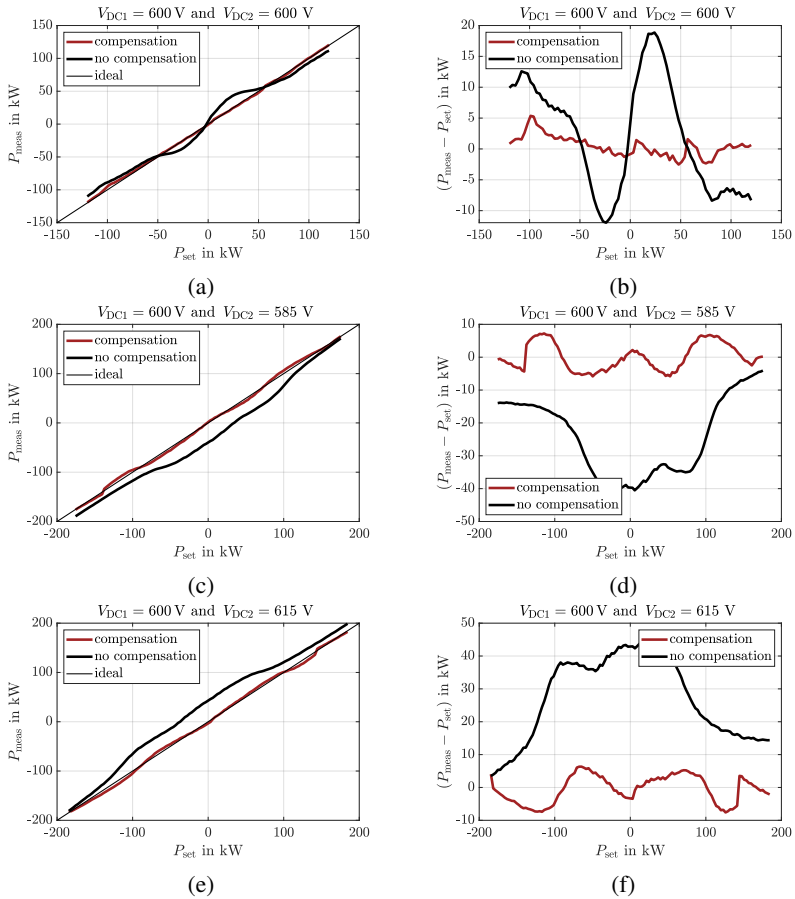 V_DC1 = 600 V and V_DC2 = 600 V
150
100
50
0
-50
-100
-150
-150
-100
-50
0
50
100
150
P_meas in kW
P_set in kW
compensation
no compensation
ideal
(a)
V_DC1 = 600 V and V_DC2 = 600 V
20
15
10
5
0
-5
-10
-150
-100
-50
0
50
100
150
(P_meas − P_set) in kW
P_set in kW
compensation
no compensation
(b)
V_DC1 = 600 V and V_DC2 = 585 V
200
100
0
-100
-200
-200
-100
0
100
200
P_meas in kW
P_set in kW
compensation
no compensation
ideal
(c)
V_DC1 = 600 V and V_DC2 = 585 V
10
0
-10
-20
-30
-40
-50
-200
-100
0
100
200
(P_meas − P_set) in kW
P_set in kW
compensation
no compensation
(d)
V_DC1 = 600 V and V_DC2 = 615 V
200
100
0
-100
-200
-200
-100
0
100
200
P_meas in kW
P_set in kW
compensation
no compensation
ideal
(e)
V_DC1 = 600 V and V_DC2 = 615 V
50
40
30
20
10
0
-10
-200
-100
0
100
200
(P_meas − P_set) in kW
P_set in kW
compensation
no compensation
(f)